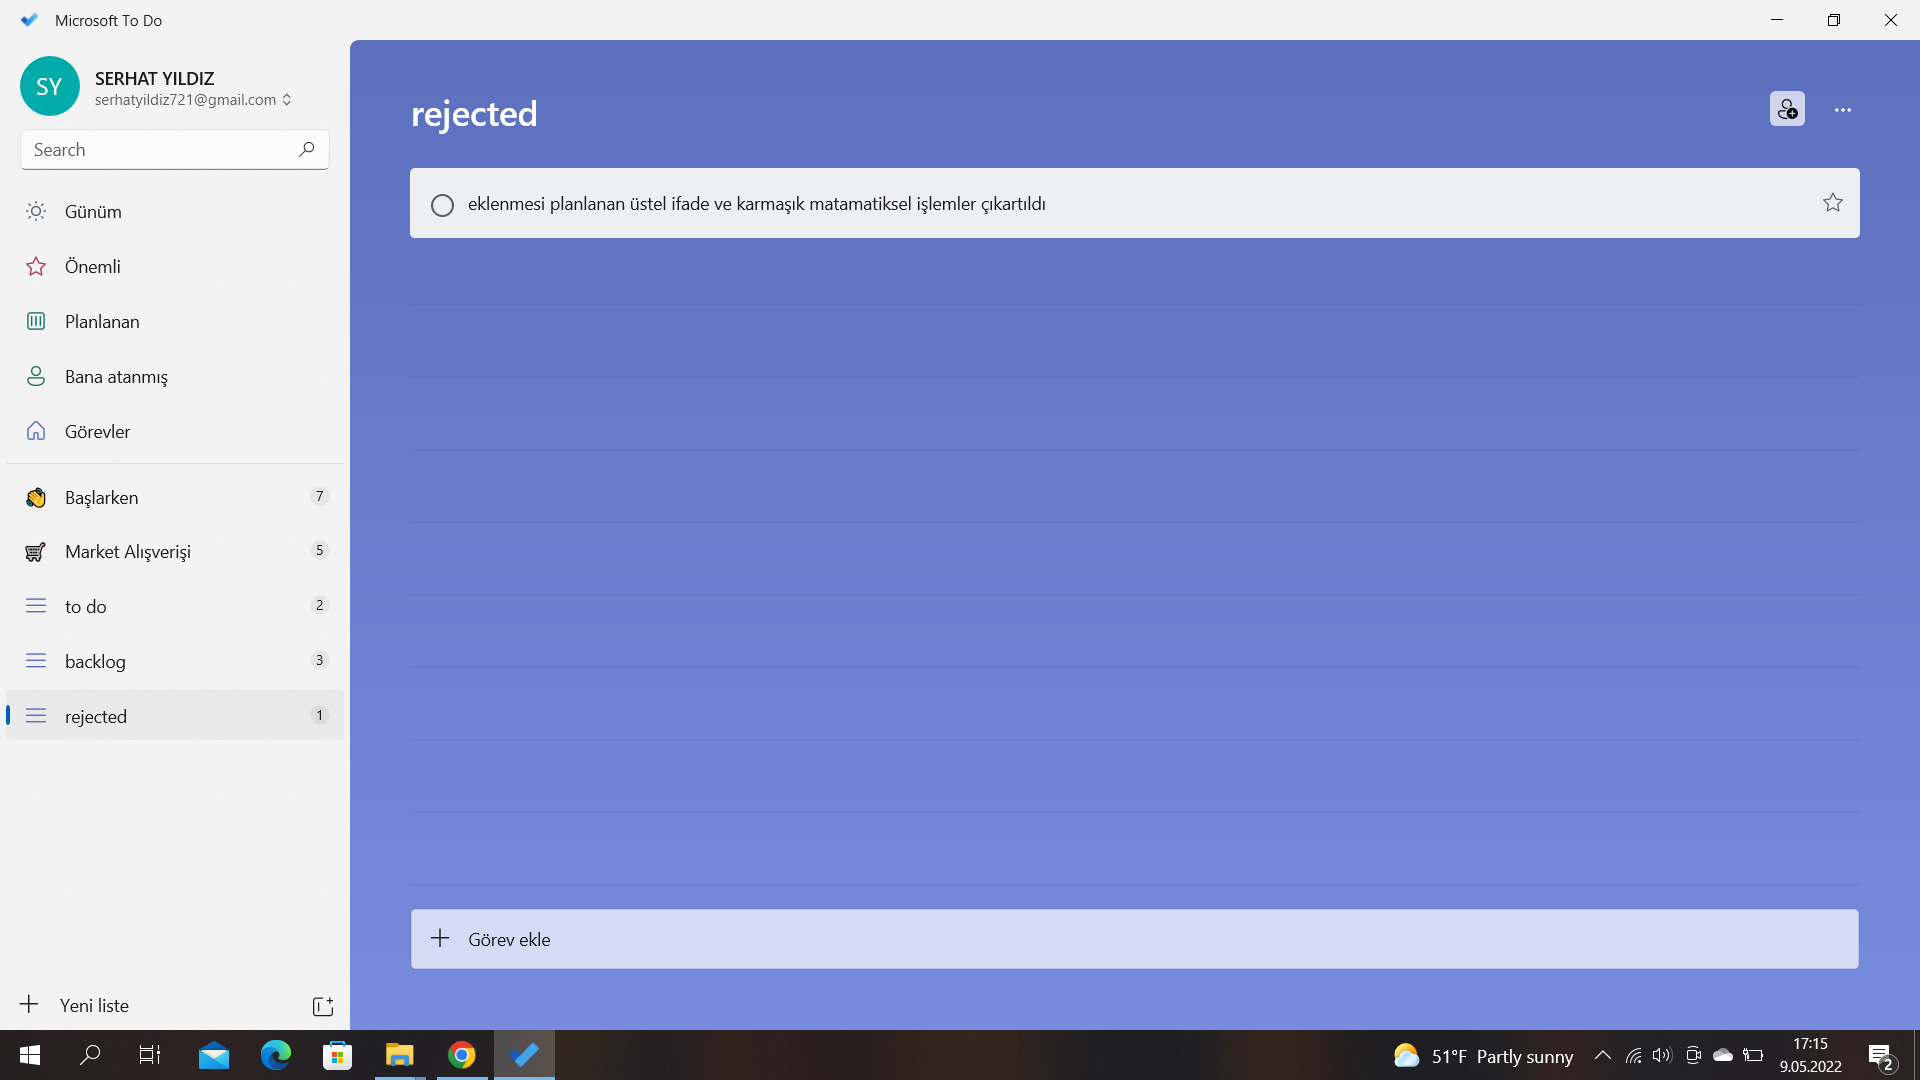 Microsoft To Do
SY
SERHAT YILDIZ
serhatyildiz721@gmail.com
Search
Günüm
Önemli
Planlanan
Bana atanmış
Görevler
Başlarken 7
Market Alışverişi 5
to do 2
backlog 3
rejected 1
Yeni liste
rejected
eklenmesi planlanan üstel ifade ve karmaşık matamatiksel işlemler çıkartıldı
Görev ekle
51°F Partly sunny
17:15
9.05.2022
2